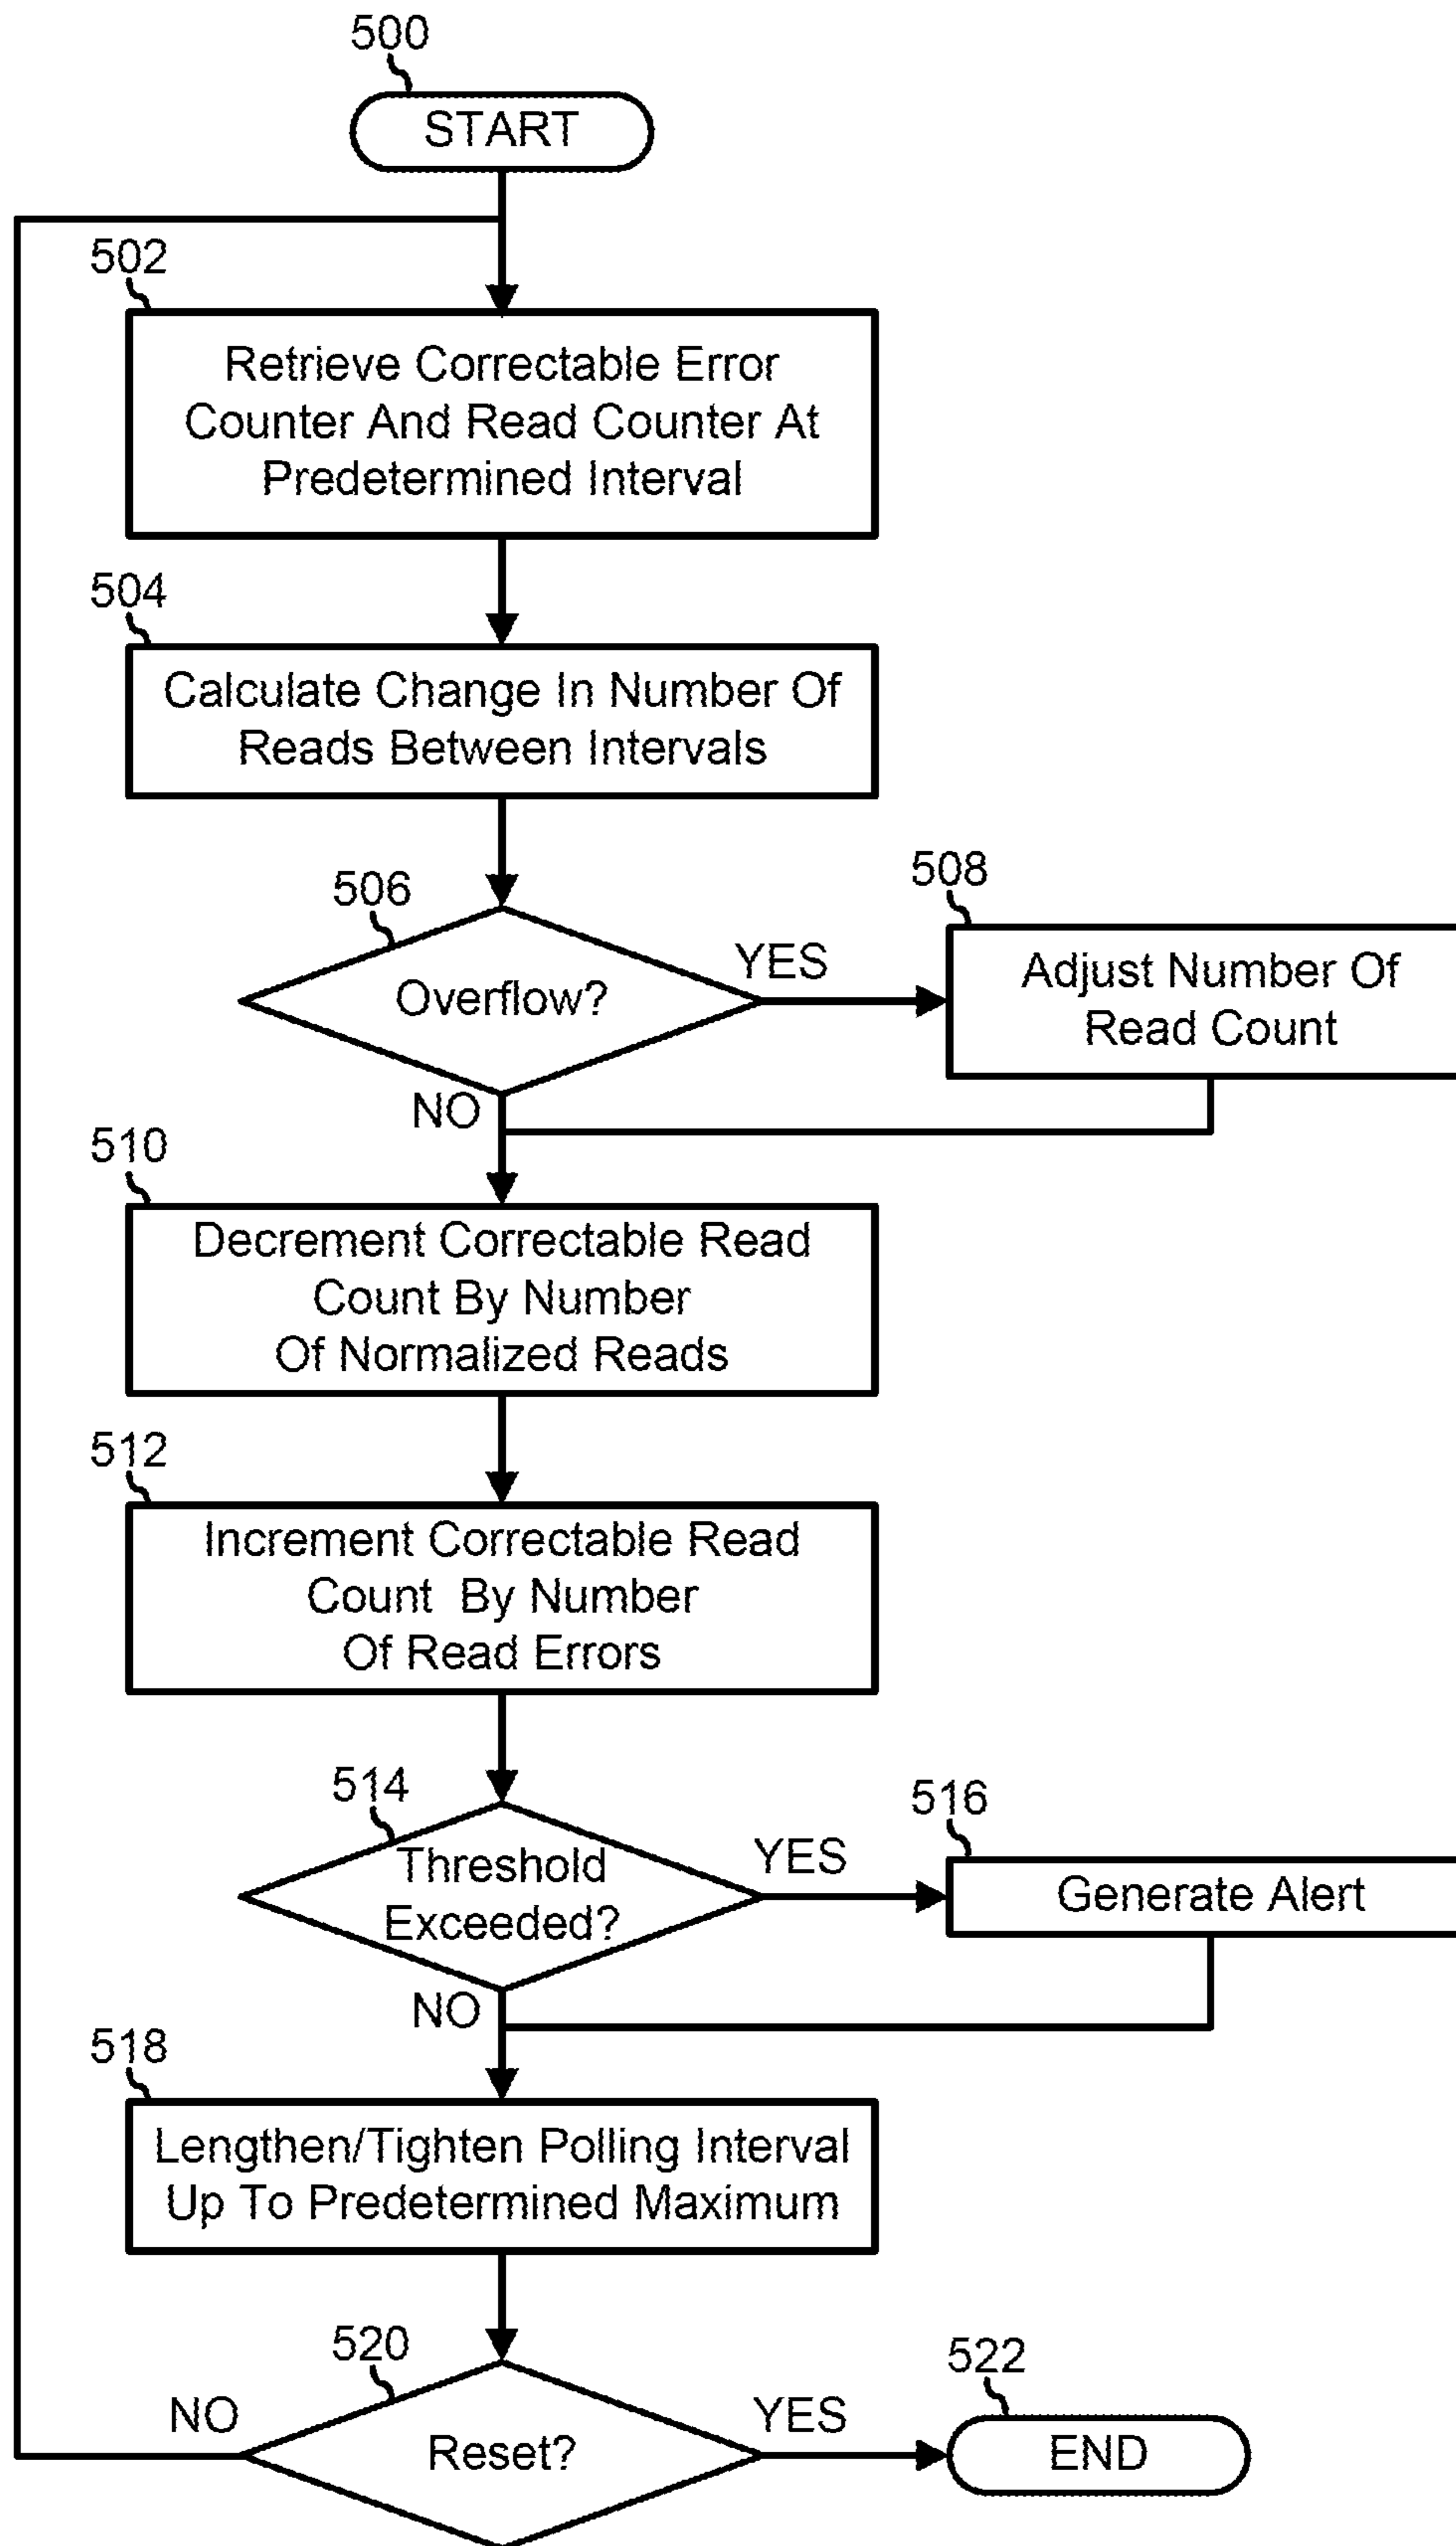 500
START
502
Retrieve Correctable Error
Counter And Read Counter At
Predetermined Interval
504
Calculate Change In Number Of
Reads Between Intervals
506
Overflow?
YES
508
Adjust Number Of
Read Count
NO
510
Decrement Correctable Read
Count By Number
Of Normalized Reads
512
Increment Correctable Read
Count By Number
Of Read Errors
514
Threshold
Exceeded?
YES
516
Generate Alert
NO
518
Lengthen/Tighten Polling Interval
Up To Predetermined Maximum
520
NO
Reset?
YES
522
END